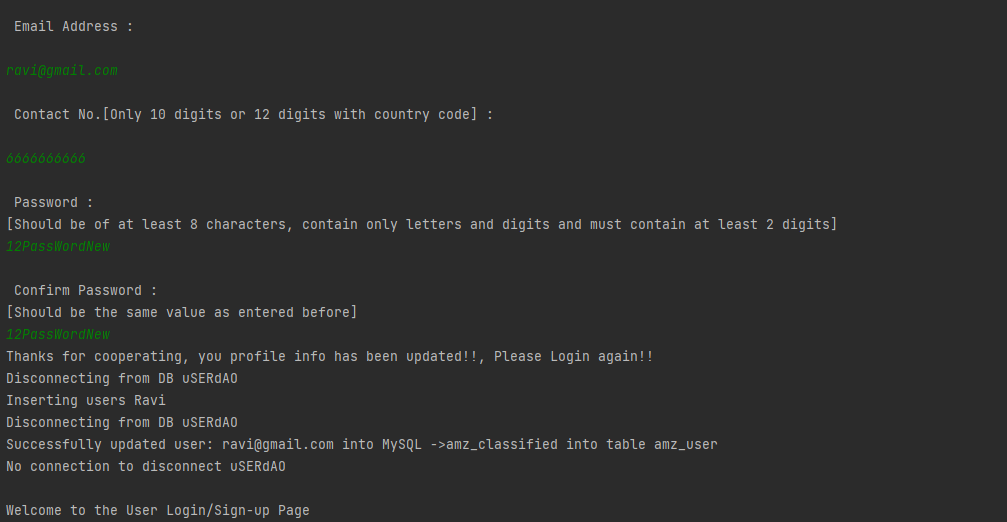 Email Address :
ravi@gmail.com
Contact No.[Only 10 digits or 12 digits with country code] :
6666666666
Password :
[Should be of at least 8 characters, contain only letters and digits and must contain at least 2 digits]
12PassWordNew
Confirm Password :
[Should be the same value as entered before]
12PassWordNew
Thanks for cooperating, you profile info has been updated!!, Please Login again!!
Disconnecting from DB uSERdAO
Inserting users Ravi
Disconnecting from DB uSERdAO
Successfully updated user: ravi@gmail.com into MySQL ->amz_classified into table amz_user
No connection to disconnect uSERdAO
Welcome to the User Login/Sign-up Page